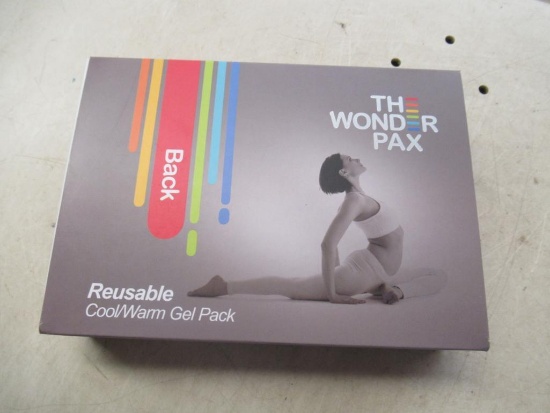 THE
WONDER
PAX
Back
Reusable
Cool/Warm Gel Pack